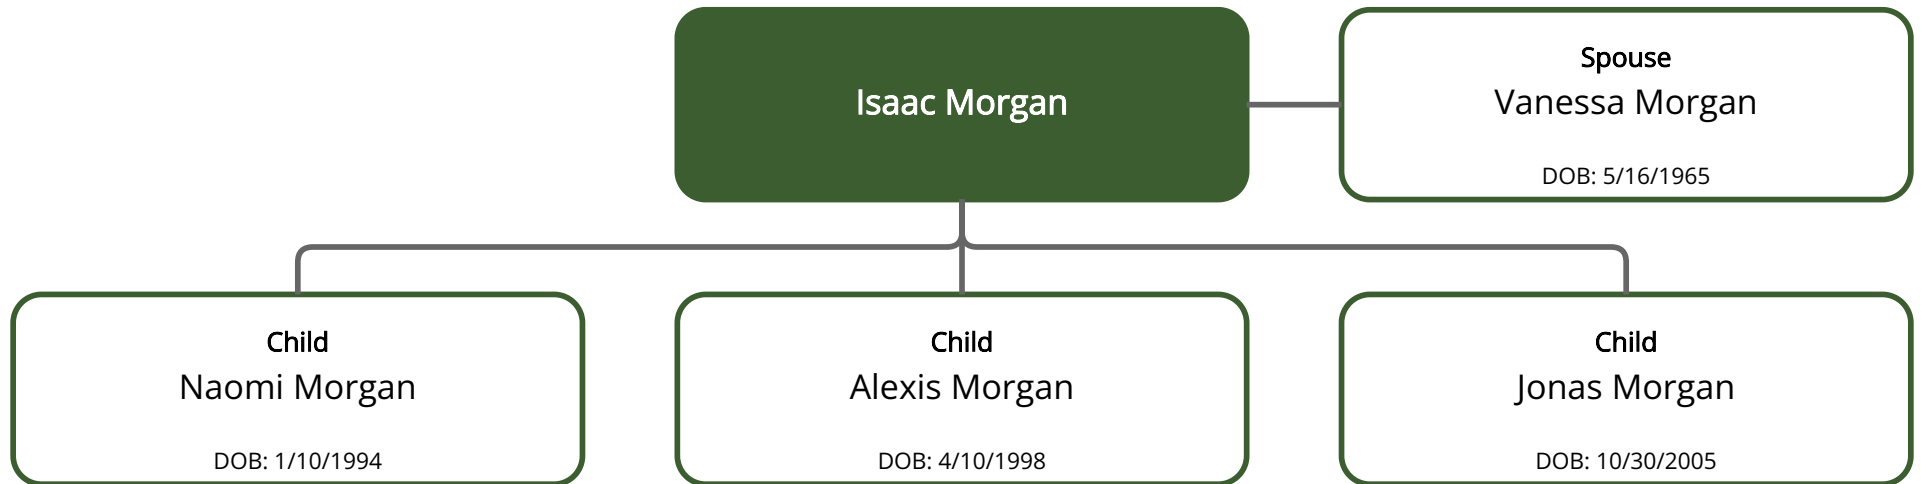 Isaac Morgan
Spouse
Vanessa Morgan
DOB: 5/16/1965
Child
Naomi Morgan
DOB: 1/10/1994
Child
Alexis Morgan
DOB: 4/10/1998
Child
Jonas Morgan
DOB: 10/30/2005